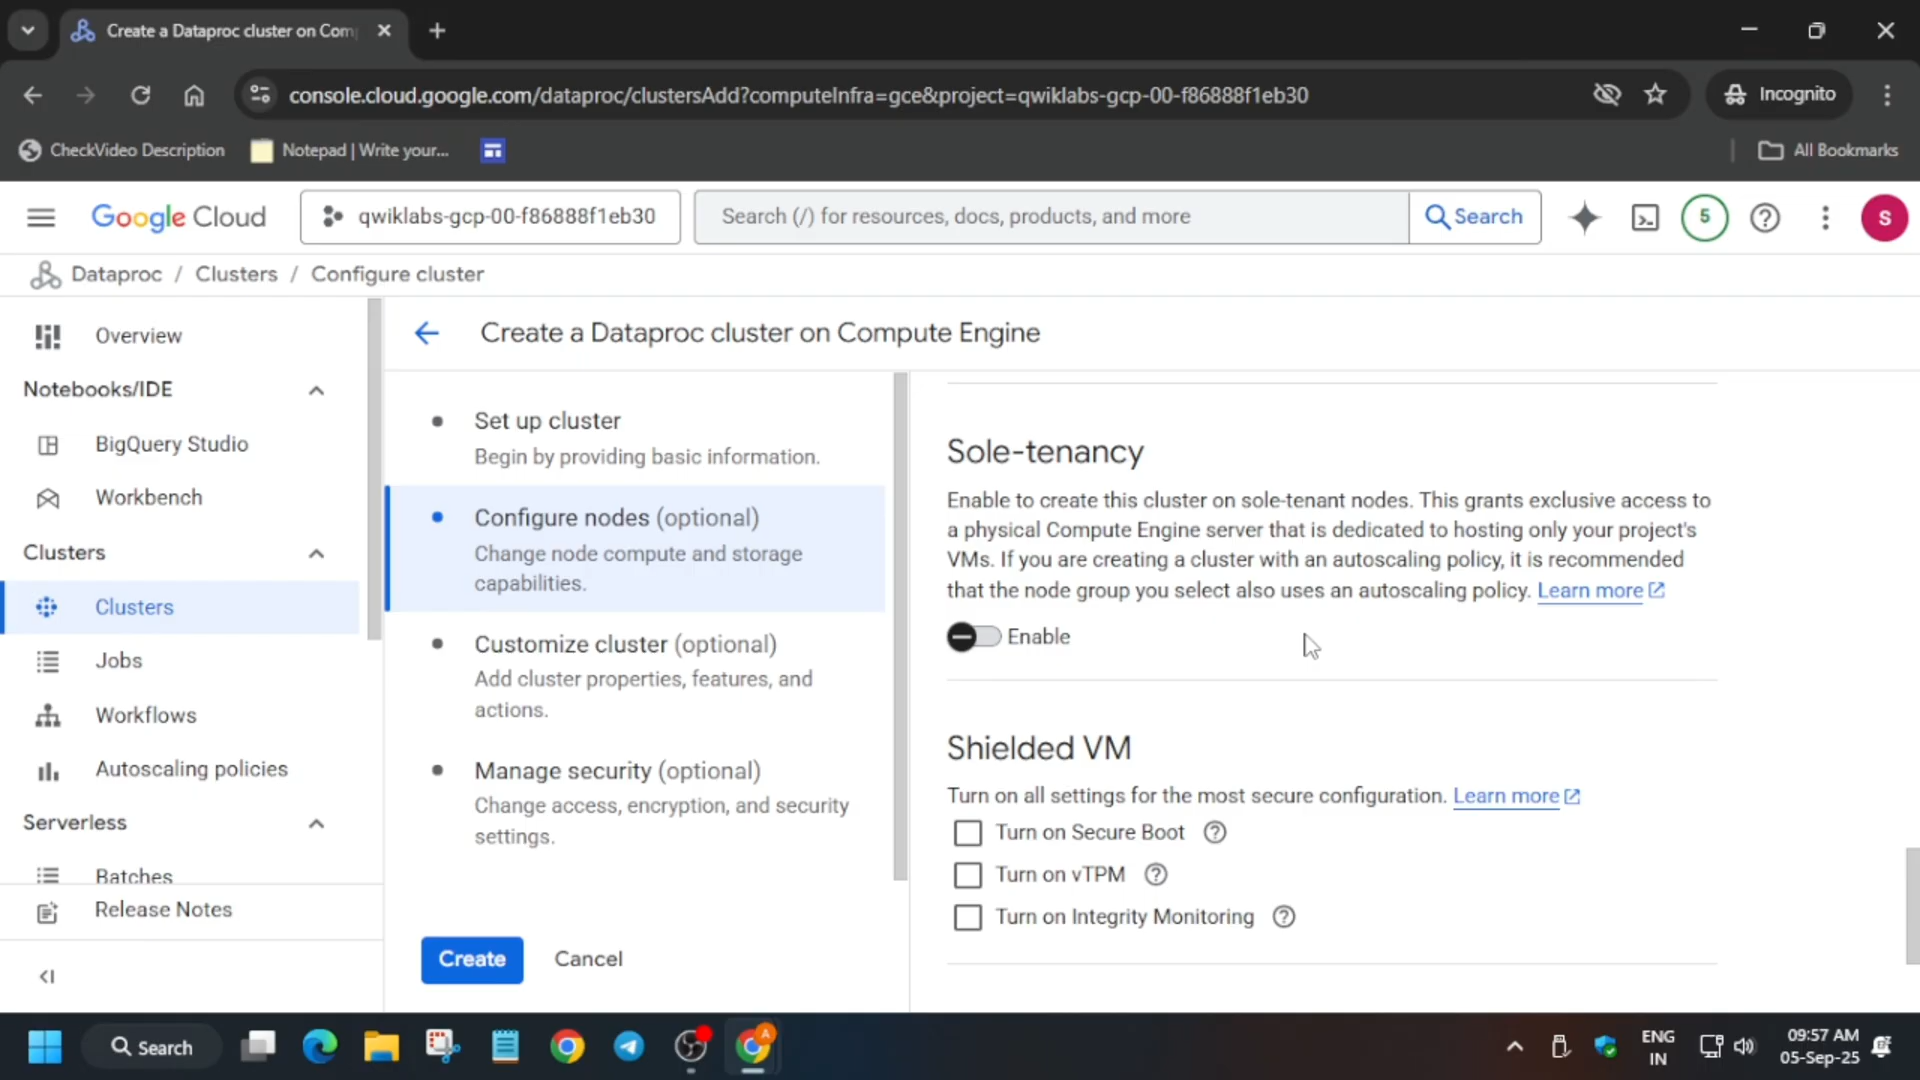 Create a Dataproc cluster on Com
console.cloud.google.com/dataproc/clustersAdd?computeInfra=gce&project=qwiklabs-gcp-00-f86888f1eb30
Incognito
CheckVideo Description
Notepad | Write your...
All Bookmarks
Google Cloud
qwiklabs-gcp-00-f86888f1eb30
Search (/) for resources, docs, products, and more
Search
5
S
Dataproc / Clusters / Configure cluster
Overview
Notebooks/IDE
BigQuery Studio
Workbench
Clusters
Clusters
Jobs
Workflows
Autoscaling policies
Serverless
Batches
Release Notes
Create a Dataproc cluster on Compute Engine
Set up cluster
Begin by providing basic information.
Configure nodes (optional)
Change node compute and storage
capabilities.
Customize cluster (optional)
Add cluster properties, features, and
actions.
Manage security (optional)
Change access, encryption, and security
settings.
Create
Cancel
Sole-tenancy
Enable to create this cluster on sole-tenant nodes. This grants exclusive access to
a physical Compute Engine server that is dedicated to hosting only your project's
VMs. If you are creating a cluster with an autoscaling policy, it is recommended
that the node group you select also uses an autoscaling policy. Learn more
Enable
Shielded VM
Turn on all settings for the most secure configuration. Learn more
Turn on Secure Boot
Turn on vTPM
Turn on Integrity Monitoring
Search
A
ENG
IN
09:57 AM
05-Sep-25